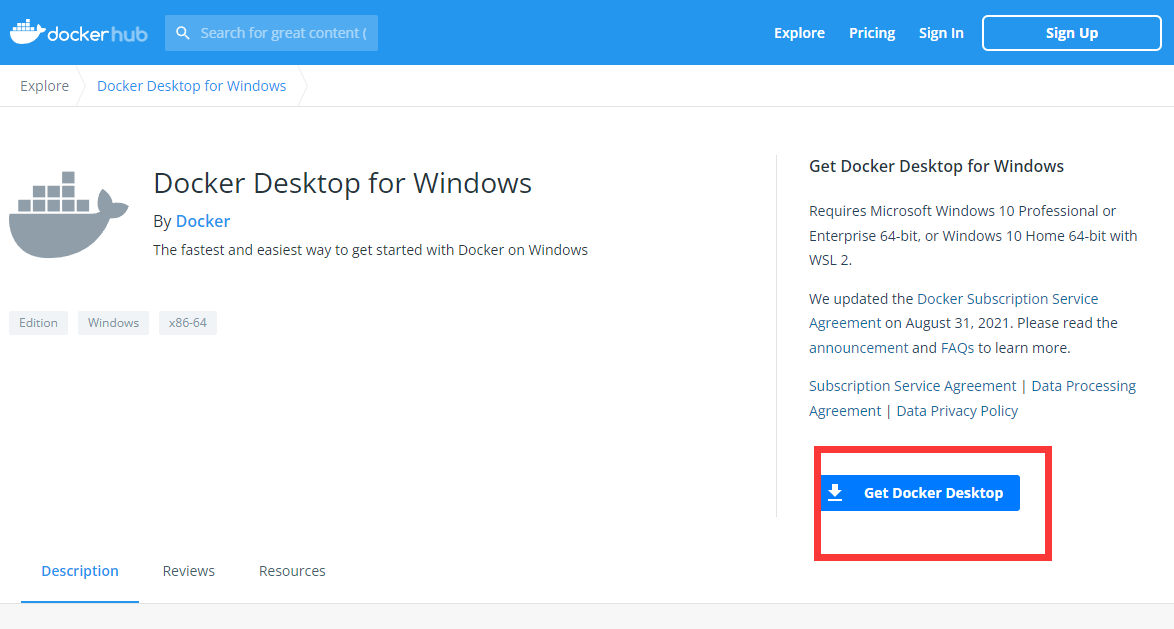 dockerhub
Search for great content (
Explore
Pricing
Sign In
Sign Up
Explore
Docker Desktop for Windows
Docker Desktop for Windows
By Docker
The fastest and easiest way to get started with Docker on Windows
Edition
Windows
x86-64
Get Docker Desktop for Windows
Requires Microsoft Windows 10 Professional or
Enterprise 64-bit, or Windows 10 Home 64-bit with
WSL 2.
We updated the Docker Subscription Service
Agreement on August 31, 2021. Please read the
announcement and FAQs to learn more.
Subscription Service Agreement | Data Processing
Agreement | Data Privacy Policy
Get Docker Desktop
Description
Reviews
Resources